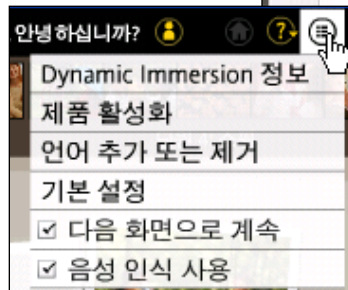 안녕하십니까?
Dynamic Immersion 정보
제품 활성화
언어 추가 또는 제거
기본 설정
다음 화면으로 계속
음성 인식 사용